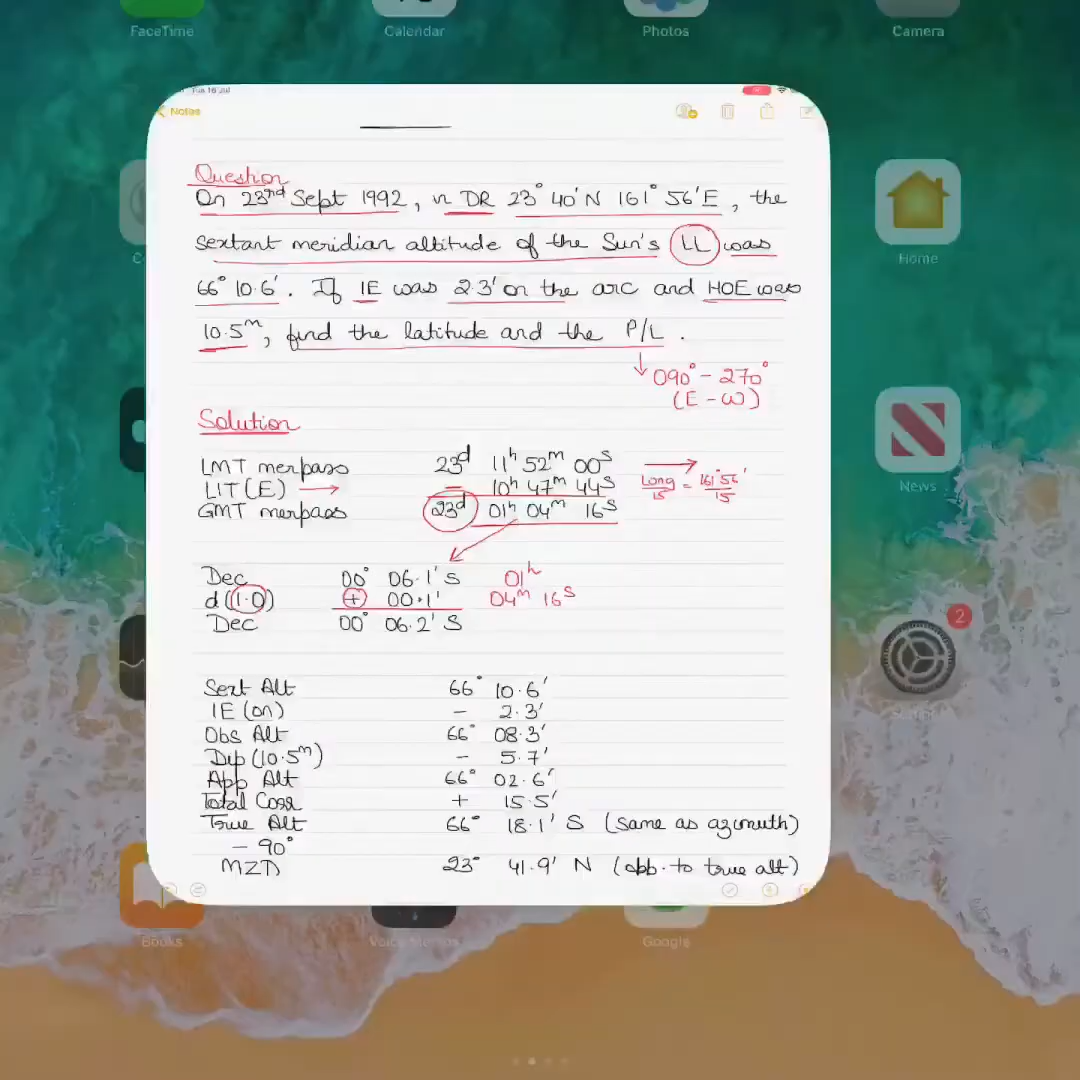 FaceTime
Calendar
Photos
Camera
Tue 16 Jul
Notes
Question
On 23rd Sept 1992, in DR 23° 40'N 161° 56'E, the
sextant meridian altitude of the Sun's LL was
66° 10.6'. If IE was 2.3' on the arc and HOE was
10.5m, find the latitude and the P/L.
090° - 270°
(E - W)
Home
Solution
LMT merpass 23d 11h 52m 00s
LIT(E) → - 10h 47m 44s → Long/15 = 161°56'/15
GMT merpass 23d 01h 04m 16s
News
Dec 00° 06.1' S 01h
d(1.0) + 00.1' 04m 16s
Dec 00° 06.2' S
2
Sext Alt 66° 10.6'
IE (on) - 2.3'
Obs Alt 66° 08.3'
Dip (10.5m) - 5.7'
App Alt 66° 02.6'
Total Corr + 15.5'
True Alt 66° 18.1' S (same as azimuth)
- 90°
MZD 23° 41.9' N (opp. to true alt)
Books
Voice Memos
Google